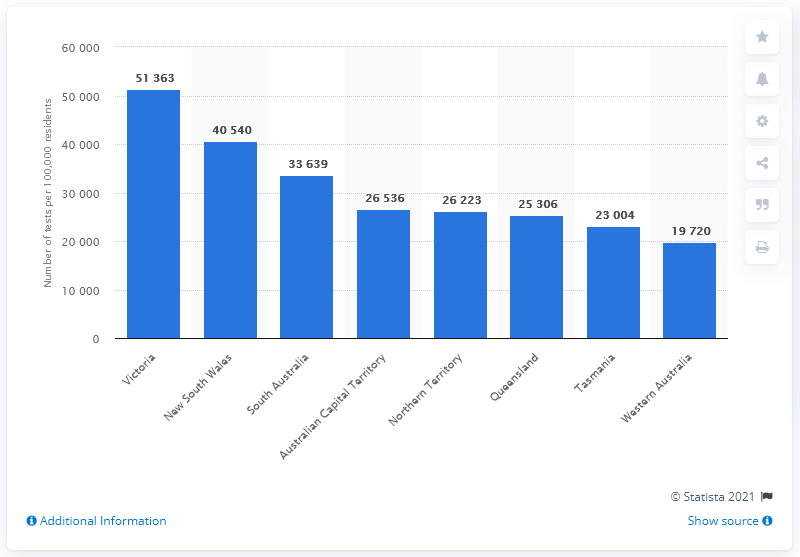 60 000
50 000
40 000
30 000
20 000
10 000
0
Number of tests per 100,000 residents
51 363
40 540
33 639
26 536
26 223
25 306
23 004
19 720
Victoria
New South Wales
South Australia
Australian Capital Territory
Northern Territory
Queensland
Tasmania
Western Australia
© Statista 2021
Additional Information
Show source